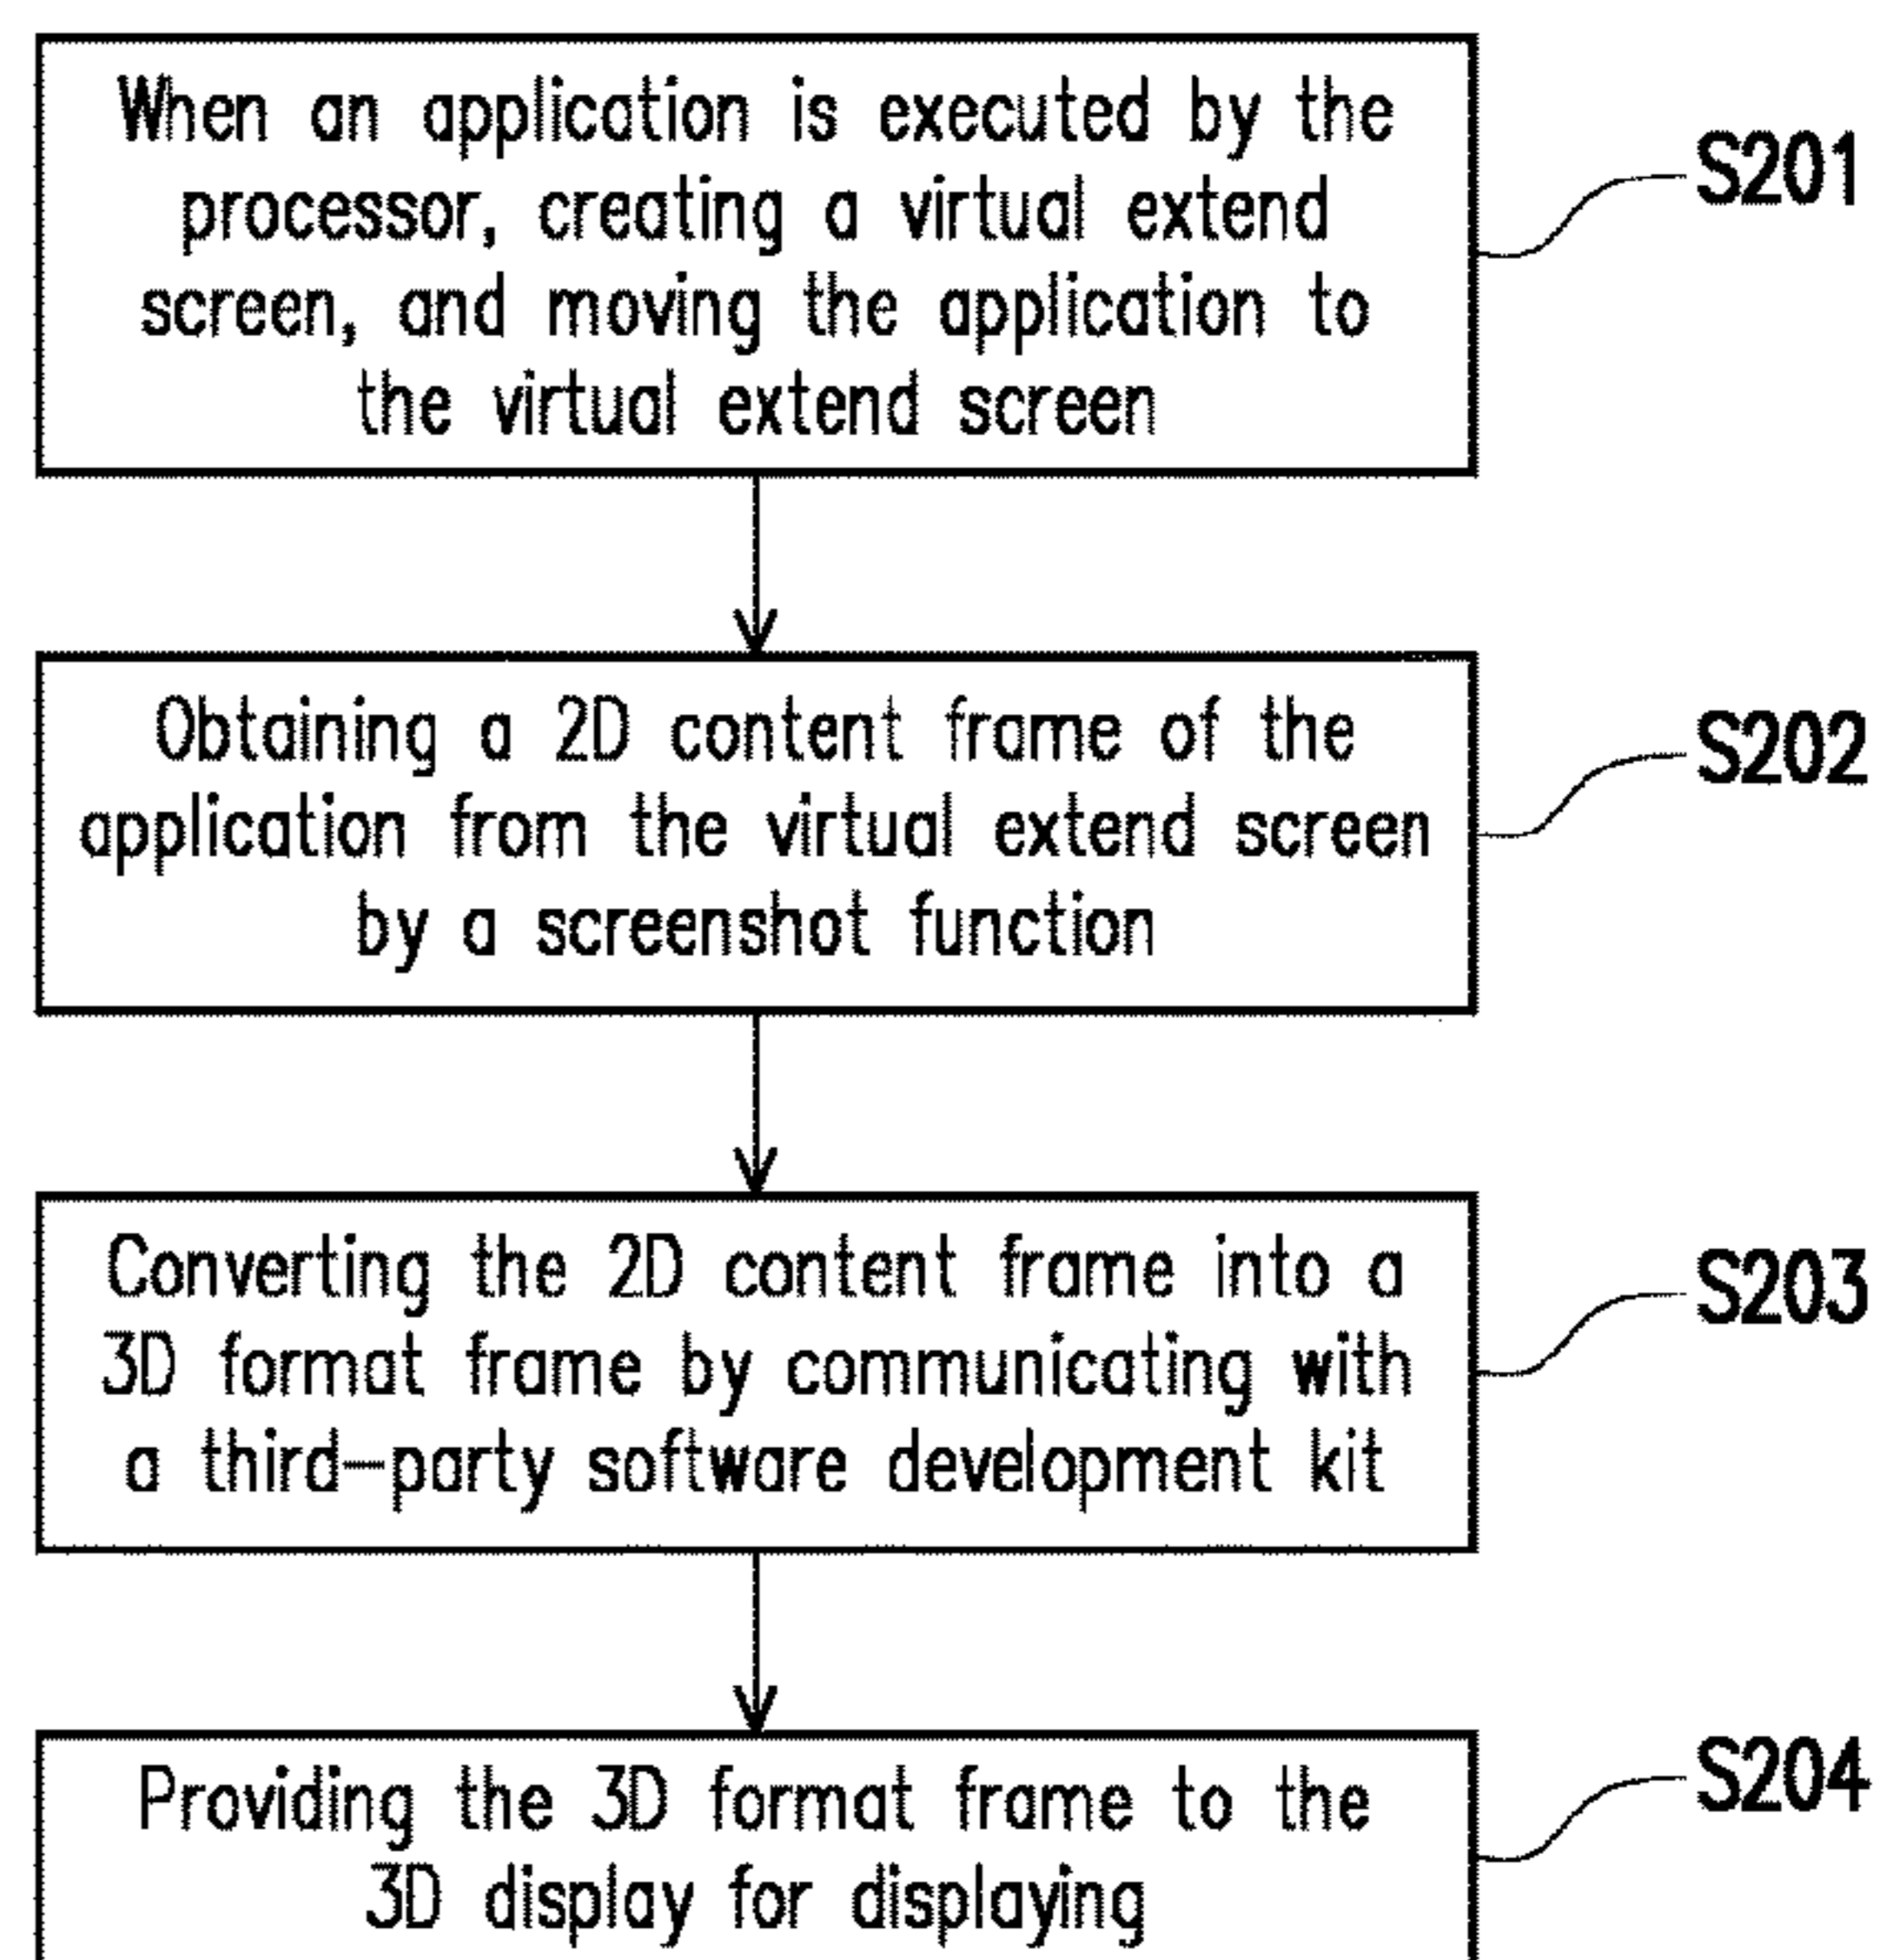 When an application is executed by the
processor, creating a virtual extend
screen, and moving the application to
the virtual extend screen
S201
Obtaining a 2D content frame of the
application from the virtual extend screen
by a screenshot function
S202
Converting the 2D content frame into a
3D format frame by communicating with
a third-party software development kit
S203
Providing the 3D format frame to the
3D display for displaying
S204